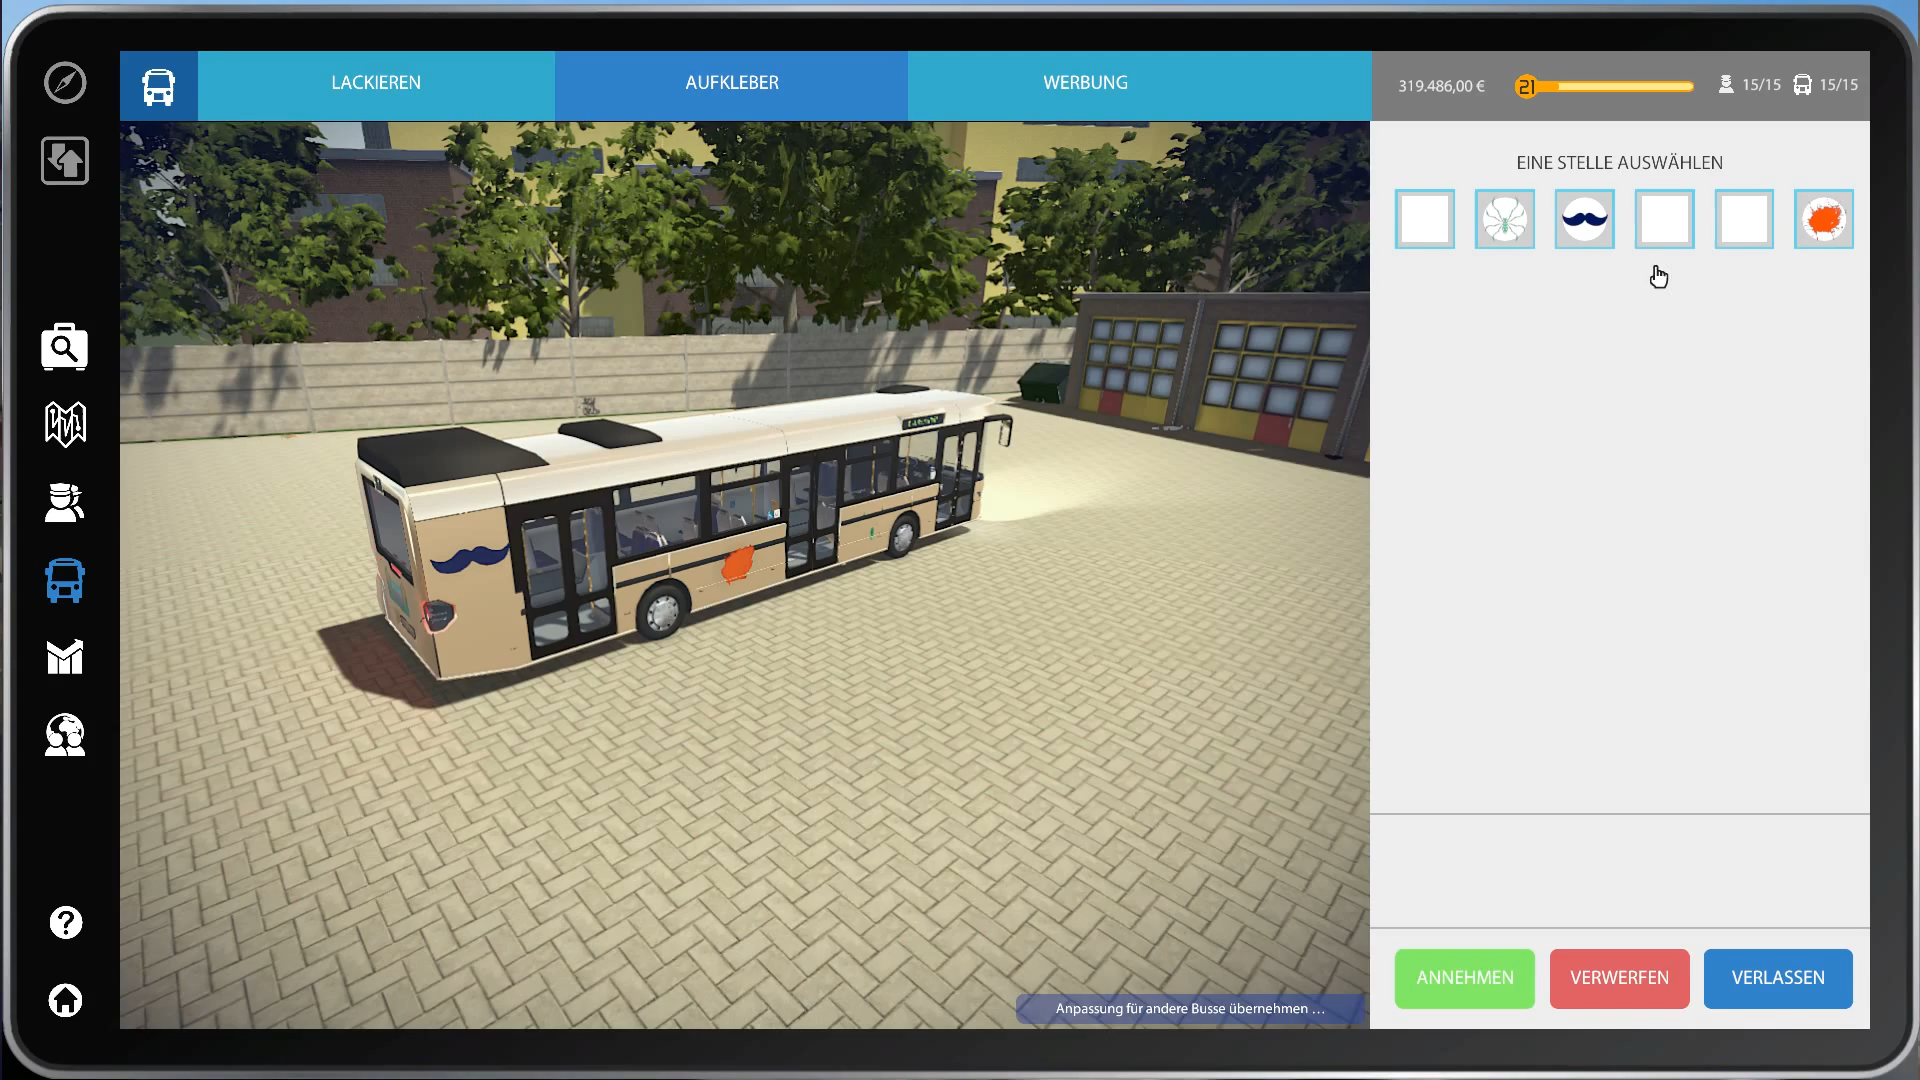 LACKIEREN
AUFKLEBER
WERBUNG
319.486,00 €
21
15/15
15/15
EINE STELLE AUSWÄHLEN
Anpassung für andere Busse übernehmen ...
ANNEHMEN
VERWERFEN
VERLASSEN